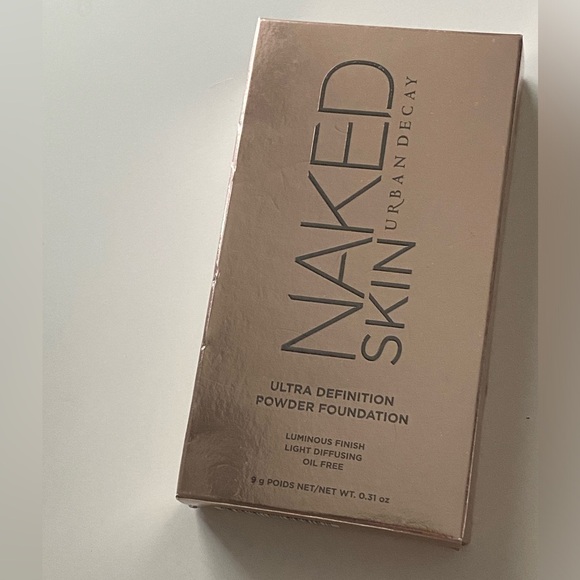 NAKED
SKIN
URBAN DECAY
ULTRA DEFINITION
POWDER FOUNDATION
LUMINOUS FINISH
LIGHT DIFFUSING
OIL FREE
9 g POIDS NET/NET WT. 0.31 oz